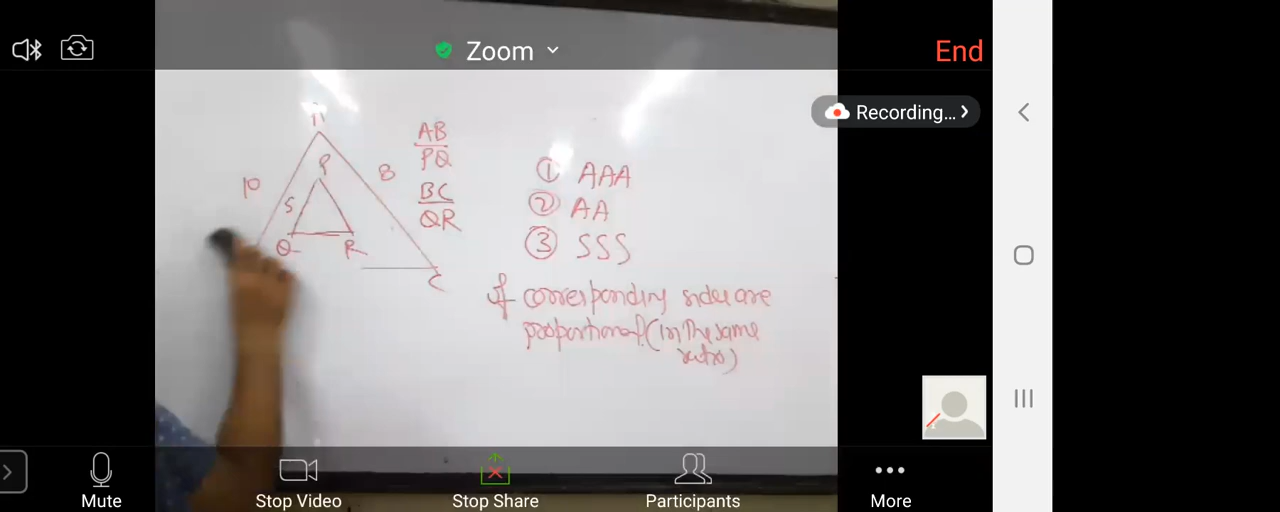 Zoom
End
Recording...
A
P
10
8
5
Q
R
C
AB
PQ
BC
QR
① AAA
② AA
③ SSS
If corresponding sides are
proportional (in the same
ratio)
Mute
Stop Video
Stop Share
Participants
More